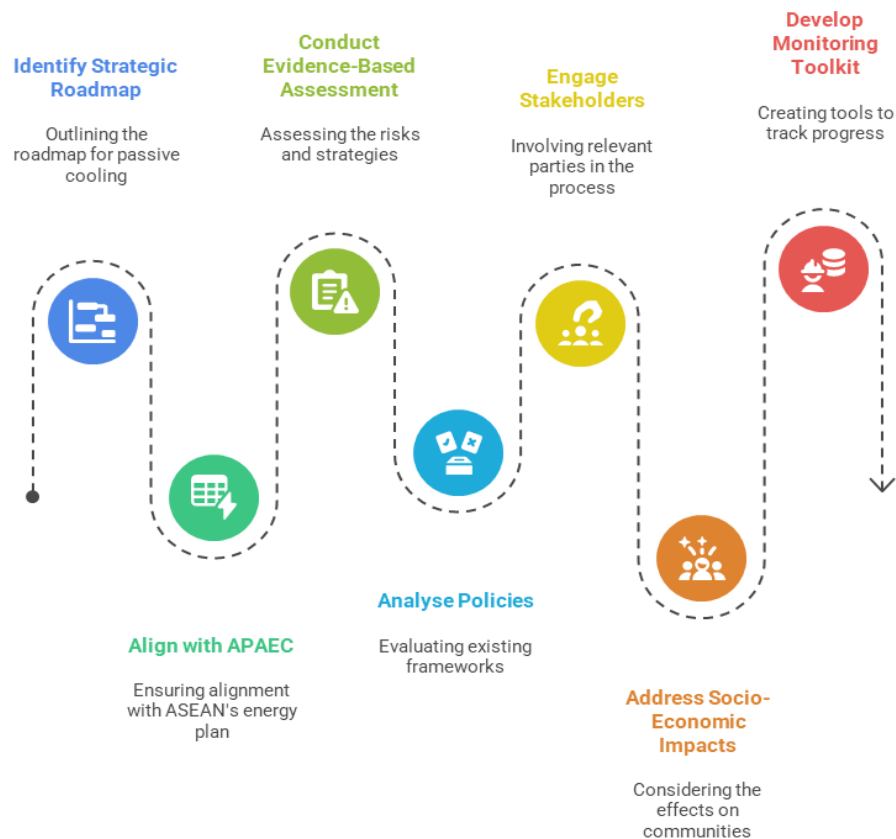 Identify Strategic
Roadmap
Outlining the
roadmap for passive
cooling
Align with APAEC
Ensuring alignment
with ASEAN's energy
plan
Conduct
Evidence-Based
Assessment
Assessing the risks
and strategies
Analyse Policies
Evaluating existing
frameworks
Engage
Stakeholders
Involving relevant
parties in the
process
Address Socio-
Economic
Impacts
Considering the
effects on
communities
Develop
Monitoring
Toolkit
Creating tools to
track progress